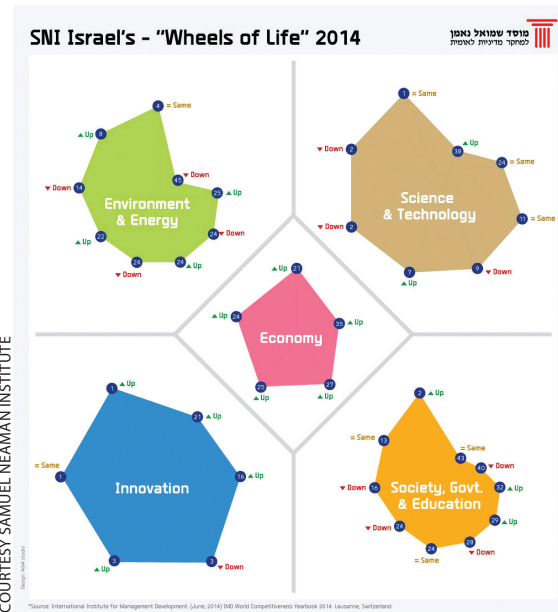 SNI Israel's - "Wheels of Life" 2014
מוסד שמואל נאמן
למחקר מדיניות לאומית
4 = Same
▲ Up 8
45 ▼ Down
▼ Down 14
25 ▲ Up
Environment
& Energy
▲ Up 22
24 ▼ Down
24 ▼ Down
24 ▲ Up
1 = Same
▼ Down 2
38 ▲ Up
24 = Same
Science
& Technology
11 = Same
▼ Down 2
7 ▲ Up
9 ▼ Down
▲ Up 21
▲ Up 24
35 ▲ Up
Economy
25 ▲ Up
27 ▲ Up
1 ▲ Up
21 ▲ Up
= Same 1
16 ▲ Up
Innovation
▲ Up 3
3 ▼ Down
2 ▲ Up
= Same 13
43 = Same
40 ▼ Down
▼ Down 16
32 ▲ Up
Society, Govt.
& Education
▼ Down 24
29 ▲ Up
24 = Same
28 ▼ Down
COURTESY SAMUEL NEAMAN INSTITUTE
*Source: International Institute for Management Development. (June, 2014) IMD World Competitiveness Yearbook 2014. Lausanne, Switzerland